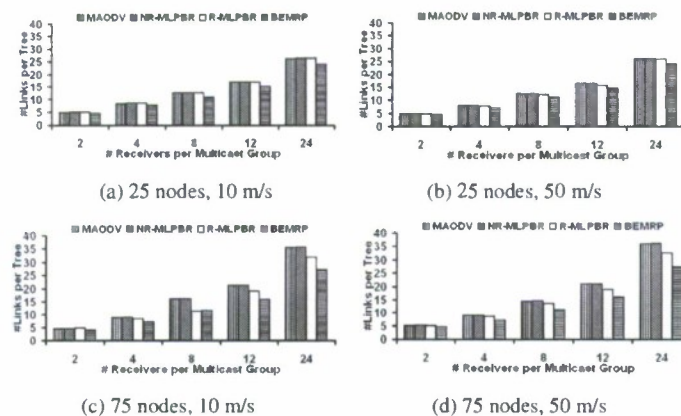 MAODV NR-MLPBR R-MLPBR BEMRP
#Links per Tree
40
35
30
25
20
15
10
5
0
2 4 8 12 24
# Receivers per Multicast Group
(a) 25 nodes, 10 m/s
MAODV NR-MLPBR R-MLPBR BEMRP
#Links per Tree
40
35
30
25
20
15
10
5
0
2 4 8 12 24
# Receivers per Multicast Group
(b) 25 nodes, 50 m/s
MAODV NR-MLPBR R-MLPBR BEMRP
#Links per Tree
40
35
30
25
20
15
10
5
0
2 4 8 12 24
# Receivers per Multicast Group
(c) 75 nodes, 10 m/s
MAODV NR-MLPBR R-MLPBR BEMRP
#Links per Tree
40
35
30
25
20
15
10
5
0
2 4 8 12 24
# Receivers per Multicast Group
(d) 75 nodes, 50 m/s